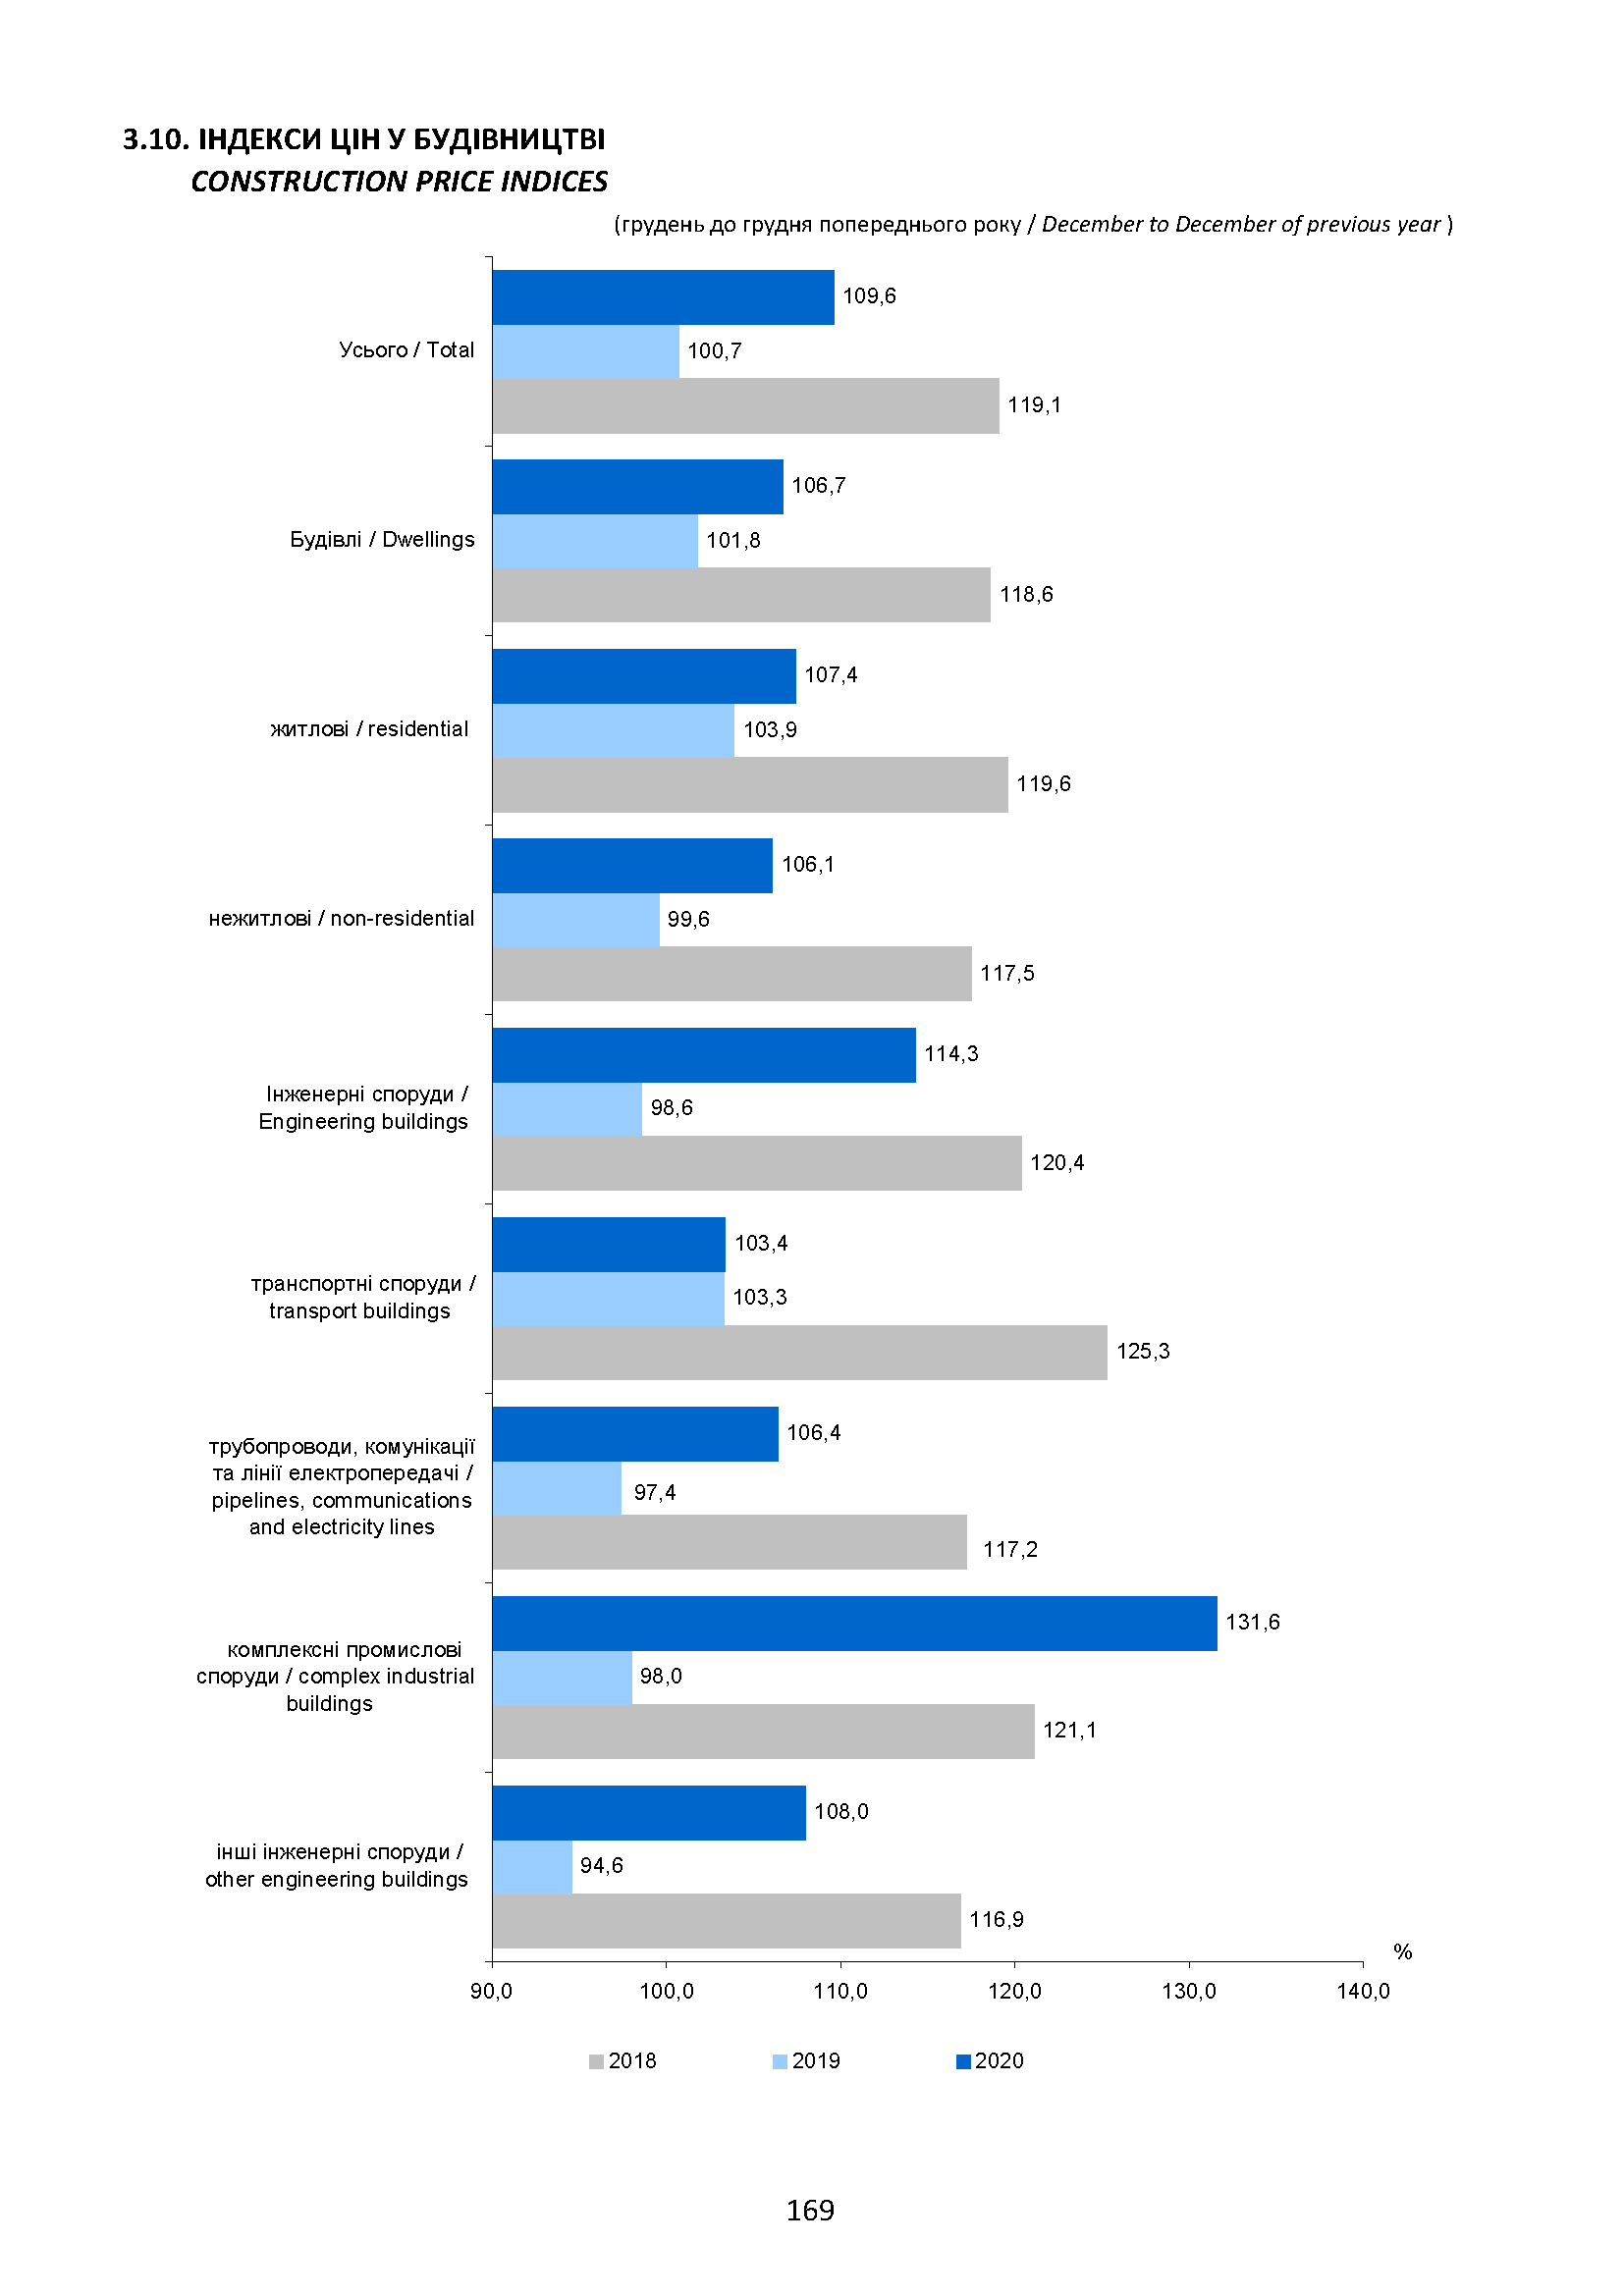 3.10. ІНДЕКСИ ЦІН У БУДІВНИЦТВІ
CONSTRUCTION PRICE INDICES
(грудень до грудня попереднього року / December to December of previous year )
109,6
Усього / Total
100,7
119,1
106,7
Будівлі / Dwellings
101,8
118,6
107,4
житлові / residential
103,9
119,6
106,1
нежитлові / non-residential
99,6
117,5
114,3
Інженерні споруди /
Engineering buildings
98,6
120,4
103,4
транспортні споруди /
transport buildings
103,3
125,3
106,4
трубопроводи, комунікації
та лінії електропередачі /
pipelines, communications
and electricity lines
97,4
117,2
131,6
комплексні промислові
споруди / complex industrial
buildings
98,0
121,1
108,0
інші інженерні споруди /
other engineering buildings
94,6
116,9
%
90,0 100,0 110,0 120,0 130,0 140,0
2018 2019 2020
169